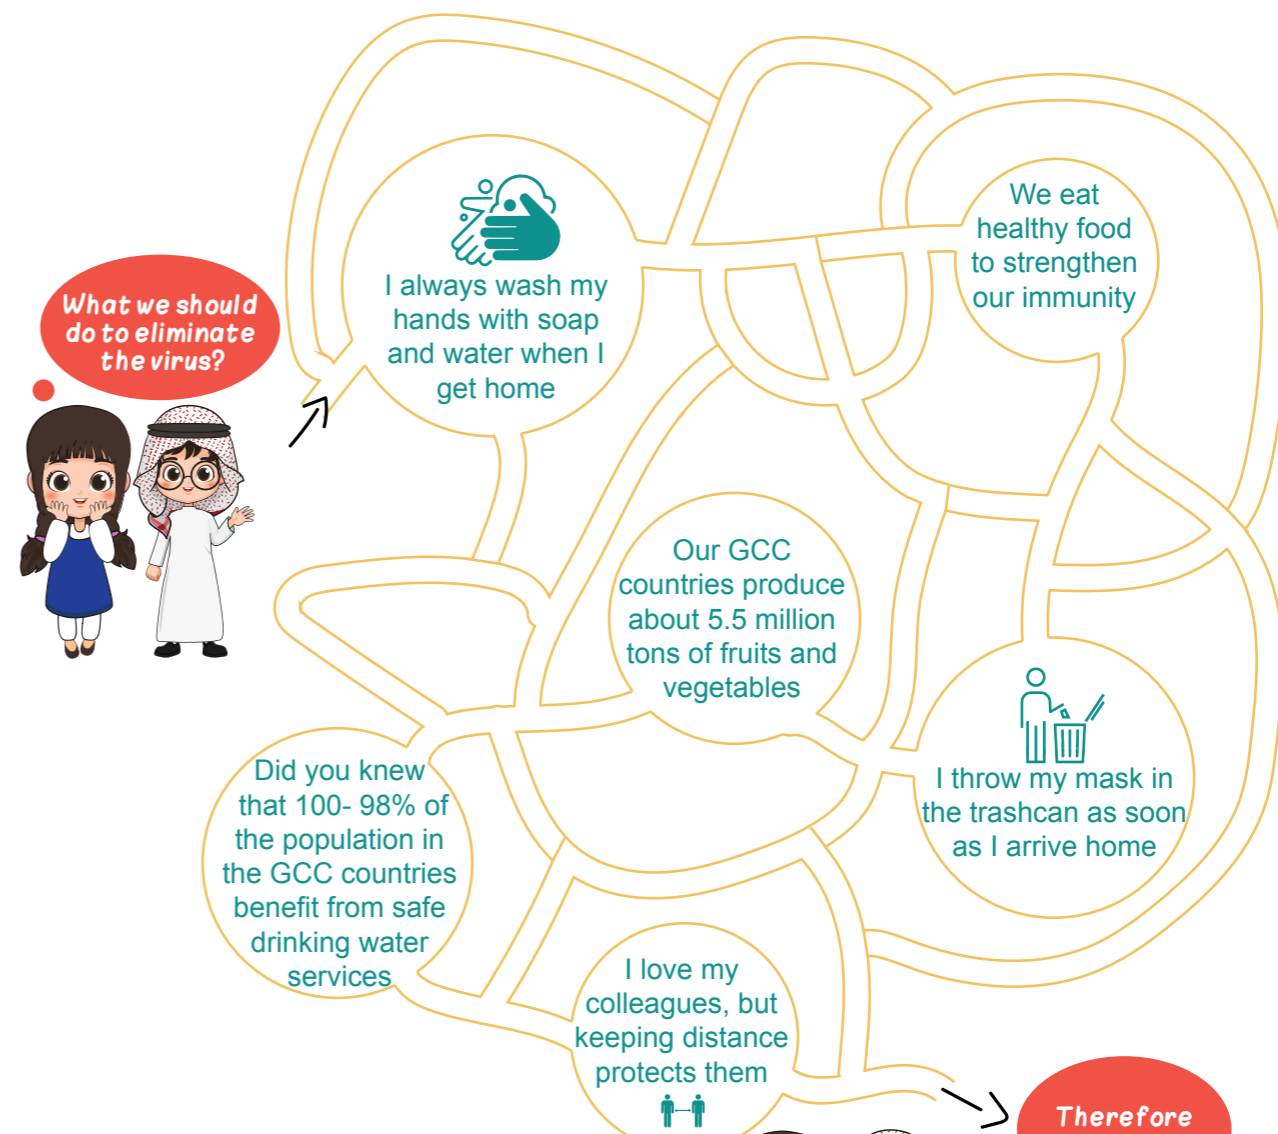 What we should
do to eliminate
the virus?
I always wash my
hands with soap
and water when I
get home
We eat
healthy food
to strengthen
our immunity
Our GCC
countries produce
about 5.5 million
tons of fruits and
vegetables
Did you knew
that 100- 98% of
the population in
the GCC countries
benefit from safe
drinking water
services
I throw my mask in
the trashcan as soon
as I arrive home
I love my
colleagues, but
keeping distance
protects them
Therefore